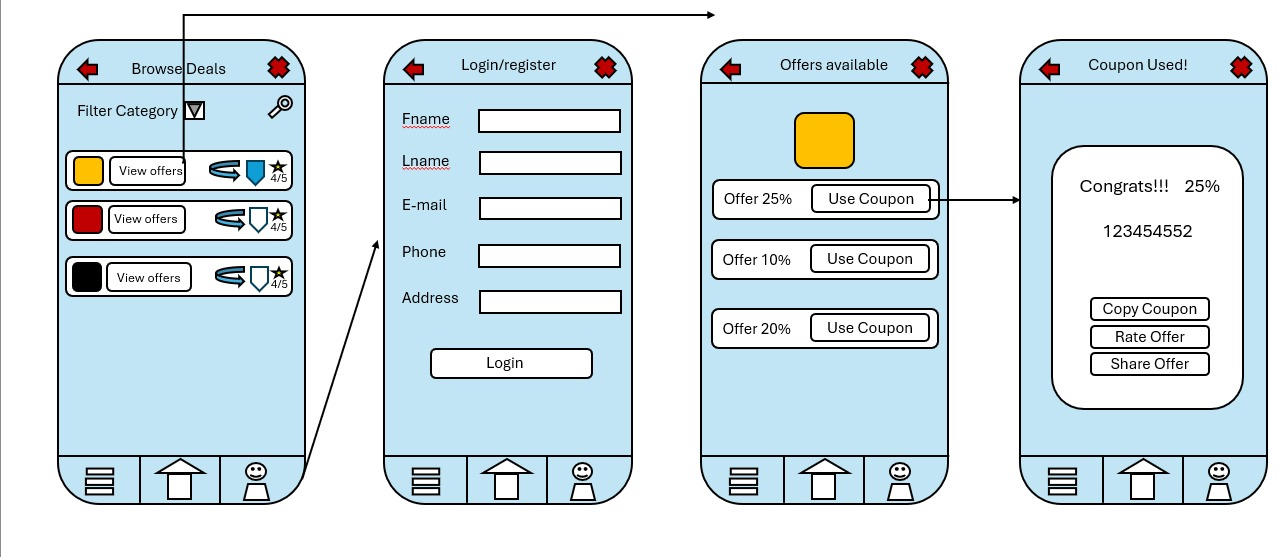 Browse Deals
Filter Category
View offers
4/5
View offers
4/5
View offers
4/5
Login/register
Fname
Lname
E-mail
Phone
Address
Login
Offers available
Offer 25% Use Coupon
Offer 10% Use Coupon
Offer 20% Use Coupon
Coupon Used!
Congrats!!! 25%
123454552
Copy Coupon
Rate Offer
Share Offer